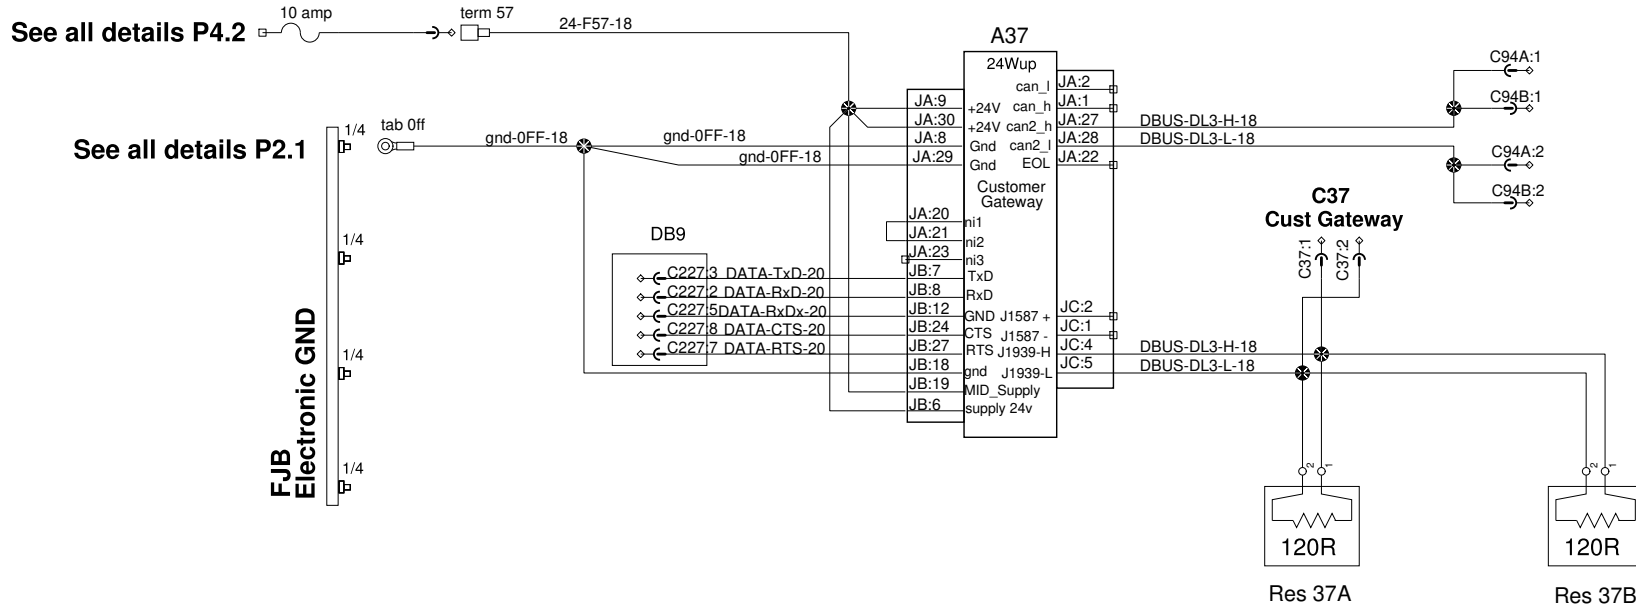 See all details P4.2
10 amp
term 57
24-F57-18
See all details P2.1
1/4
tab 0ff
gnd-0FF-18
gnd-0FF-18
gnd-0FF-18
1/4
1/4
1/4
FJB
Electronic GND
DB9
C227:3 DATA-TxD-20
C227:2 DATA-RxD-20
C227:5 DATA-RxDx-20
C227:8 DATA-CTS-20
C227:7 DATA-RTS-20
A37
24Wup
JA:9 +24V
JA:30 +24V
JA:8 Gnd
JA:29 Gnd
Customer
Gateway
JA:20 ni1
JA:21 ni2
JA:23 ni3
JB:7 TxD
JB:8 RxD
JB:12 GND
JB:24 CTS
JB:27 RTS
JB:18 gnd
JB:19 MID_Supply
JB:6 supply 24v
can_l JA:2
can_h JA:1
can2_h JA:27 DBUS-DL3-H-18
can2_l JA:28 DBUS-DL3-L-18
EOL JA:22
J1587 + JC:2
J1587 - JC:1
J1939-H JC:4 DBUS-DL3-H-18
J1939-L JC:5 DBUS-DL3-L-18
C94A:1
C94B:1
C94A:2
C94B:2
C37
Cust Gateway
C37:1
C37:2
2 1
120R
Res 37A
2 1
120R
Res 37B